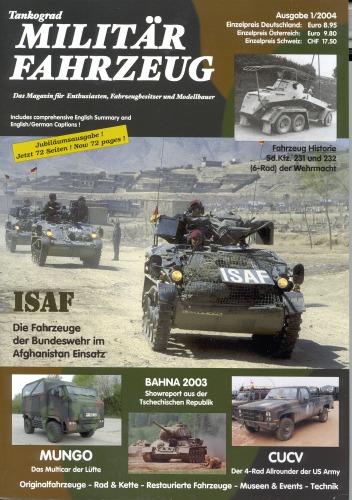 Tankograd
MILITÄR
FAHRZEUG
Ausgabe 1/2004
Einzelpreis Deutschland: Euro 8.95
Einzelpreis Österreich: Euro 9.80
Einzelpreis Schweiz: CHF 17.50
Das Magazin für Enthusiasten, Fahrzeugbesitzer und Modellbauer
Includes comprehensive English Summary and
English/German Captions !
Jubiläumsausgabe !
Jetzt 72 Seiten ! Now 72 pages !
Fahrzeug Historie
Sd.Kfz. 231 und 232
(6-Rad) der Wehrmacht
ISAF
ISAF
Die Fahrzeuge
der Bundeswehr im
Afghanistan Einsatz
BAHNA 2003
Showreport aus der
Tschechischen Republik
MUNGO
Das Multicar der Lüfte
CUCV
Der 4-Rad Allrounder der US Army
Originalfahrzeuge - Rad & Kette - Restaurierte Fahrzeuge - Museen & Events - Technik